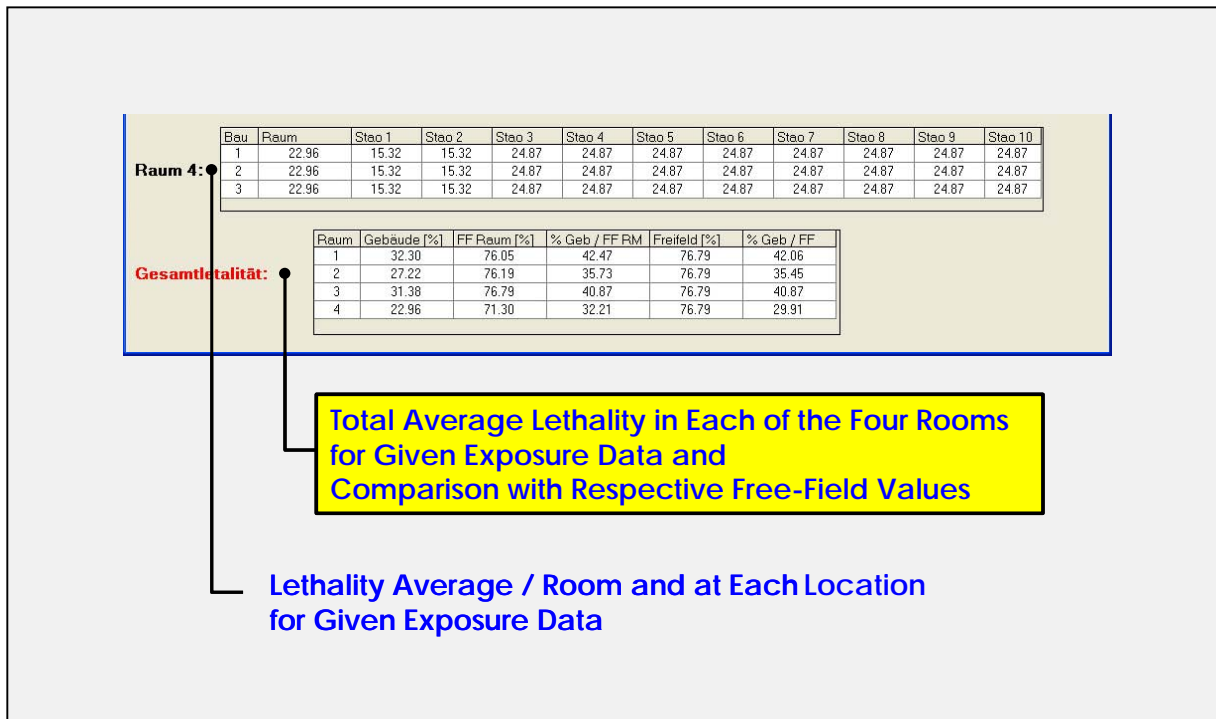 Bau Raum Stao 1 Stao 2 Stao 3 Stao 4 Stao 5 Stao 6 Stao 7 Stao 8 Stao 9 Stao 10
1 22.96 15.32 15.32 24.87 24.87 24.87 24.87 24.87 24.87 24.87 24.87
Raum 4: 2 22.96 15.32 15.32 24.87 24.87 24.87 24.87 24.87 24.87 24.87 24.87
3 22.96 15.32 15.32 24.87 24.87 24.87 24.87 24.87 24.87 24.87 24.87
Raum Gebäude [%] FF Raum [%] % Geb / FF RM Freifeld [%] % Geb / FF
1 32.30 76.05 42.47 76.79 42.06
Gesamtletalität: 2 27.22 76.19 35.73 76.79 35.45
3 31.38 76.79 40.87 76.79 40.87
4 22.96 71.30 32.21 76.79 29.91
Total Average Lethality in Each of the Four Rooms
for Given Exposure Data and
Comparison with Respective Free-Field Values
Lethality Average / Room and at Each Location
for Given Exposure Data